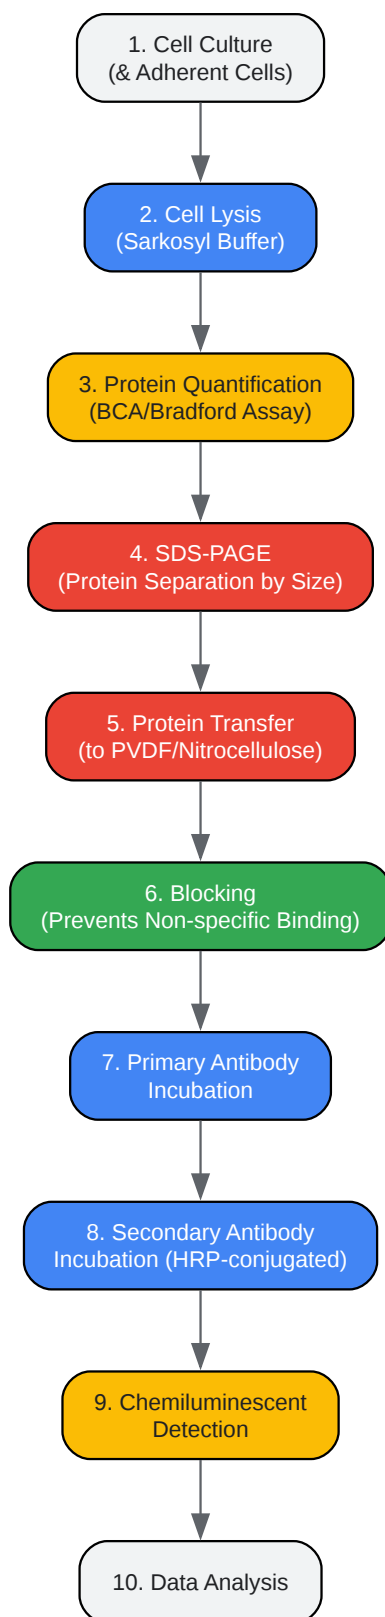 1. Cell Culture
(& Adherent Cells)
2. Cell Lysis
(Sarkosyl Buffer)
3. Protein Quantification
(BCA/Bradford Assay)
4. SDS-PAGE
(Protein Separation by Size)
5. Protein Transfer
(to PVDF/Nitrocellulose)
6. Blocking
(Prevents Non-specific Binding)
7. Primary Antibody
Incubation
8. Secondary Antibody
Incubation (HRP-conjugated)
9. Chemiluminescent
Detection
10. Data Analysis